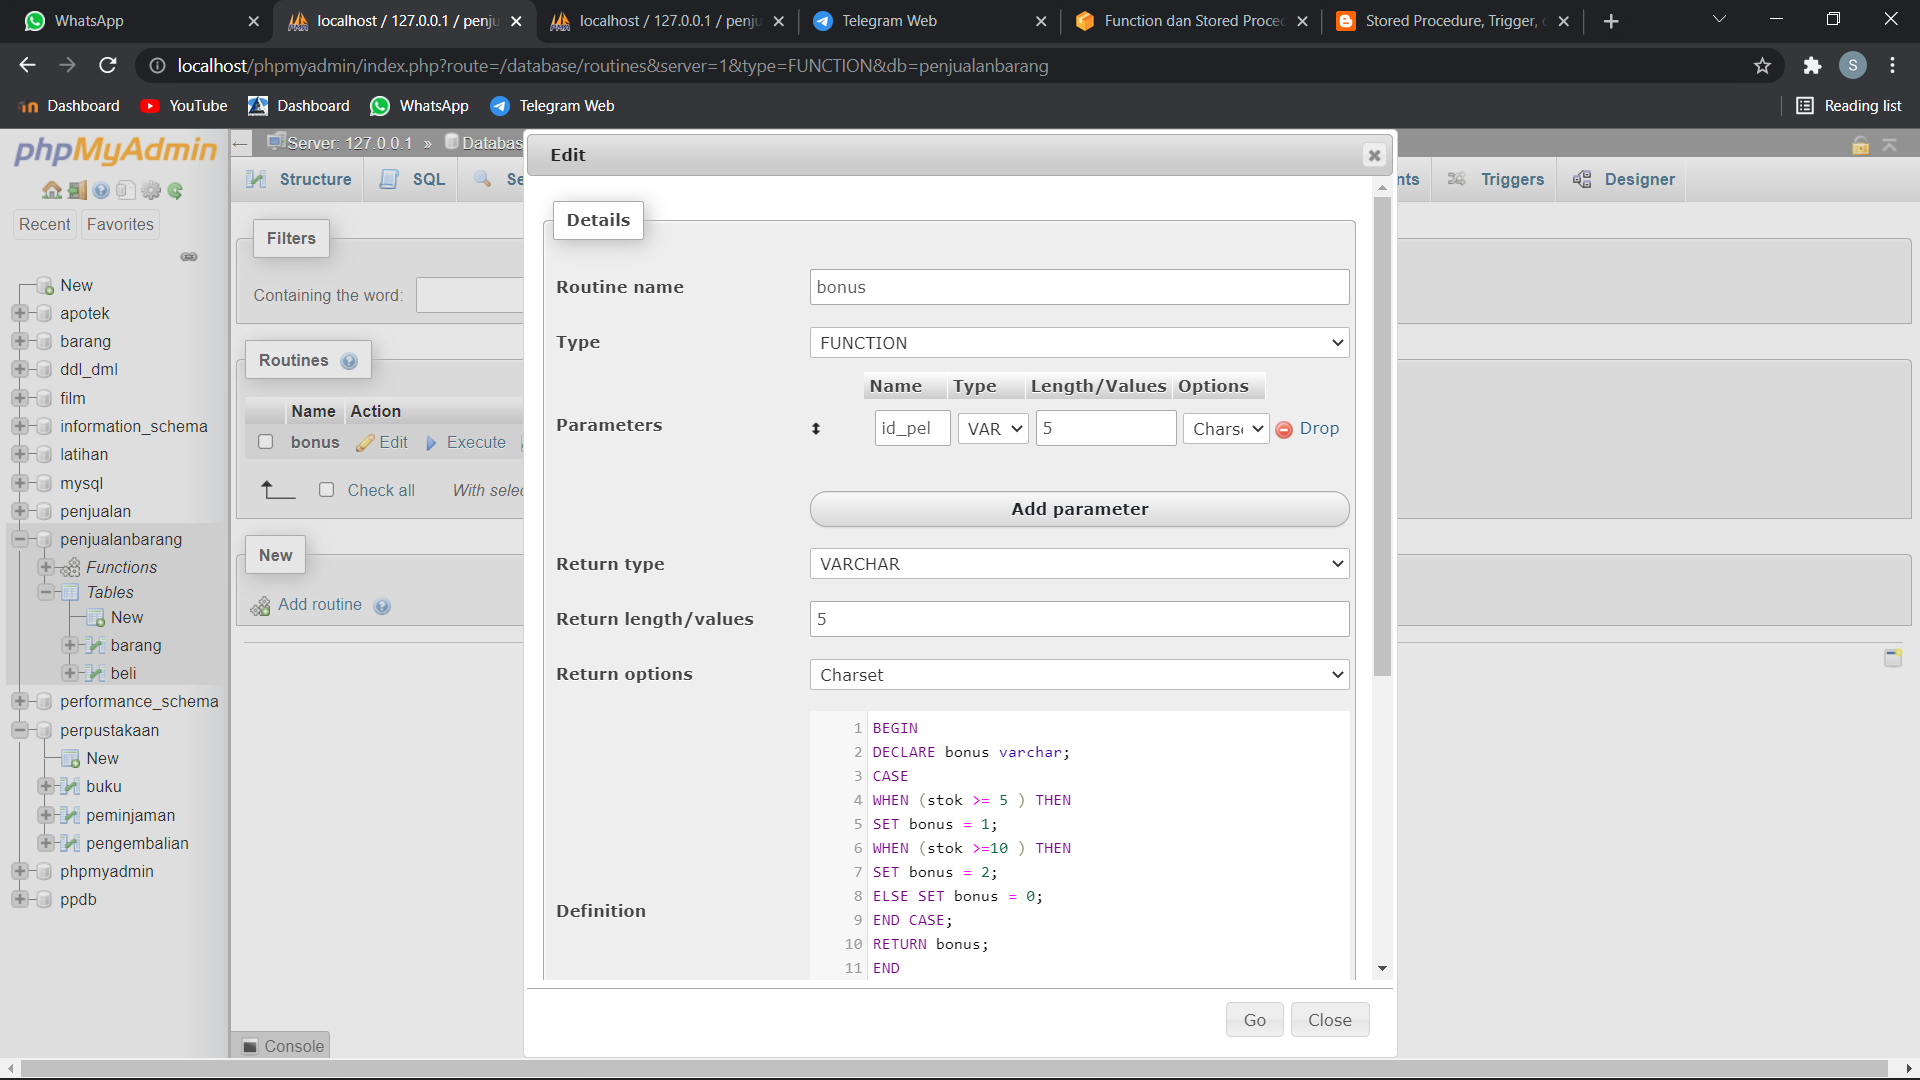 WhatsApp
localhost / 127.0.0.1 / penju
localhost / 127.0.0.1 / penju
Telegram Web
Function dan Stored Proced
Stored Procedure, Trigger,
localhost/phpmyadmin/index.php?route=/database/routines&server=1&type=FUNCTION&db=penjualanbarang
S
Dashboard
YouTube
Dashboard
WhatsApp
Telegram Web
Reading list
phpMyAdmin
Recent
Favorites
New
apotek
barang
ddl_dml
film
information_schema
latihan
mysql
penjualan
penjualanbarang
Functions
Tables
New
barang
beli
performance_schema
perpustakaan
New
buku
peminjaman
pengembalian
phpmyadmin
ppdb
Server: 127.0.0.1 » Databas
Structure
SQL
Se
nts
Triggers
Designer
Filters
Containing the word:
Routines
Name Action
bonus Edit Execute
Check all With selec
New
Add routine
Console
Edit
Details
Routine name bonus
Type FUNCTION
Name Type Length/Values Options
Parameters id_pel VAR 5 Chars Drop
Add parameter
Return type VARCHAR
Return length/values 5
Return options Charset
Definition
1 BEGIN
2 DECLARE bonus varchar;
3 CASE
4 WHEN (stok >= 5 ) THEN
5 SET bonus = 1;
6 WHEN (stok >=10 ) THEN
7 SET bonus = 2;
8 ELSE SET bonus = 0;
9 END CASE;
10 RETURN bonus;
11 END
Go
Close